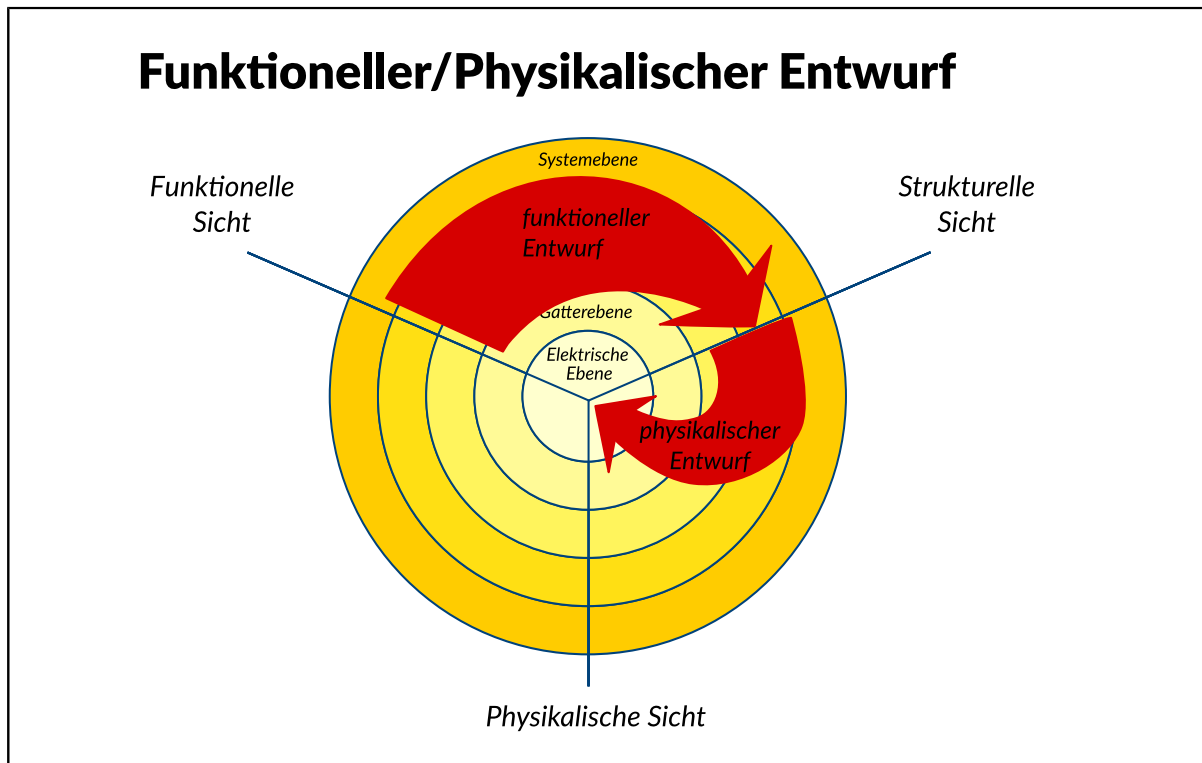 Funktioneller/Physikalischer Entwurf
Systemebene
Funktionelle
Sicht
Strukturelle
Sicht
funktioneller
Entwurf
Gatterebene
Elektrische
Ebene
physikalischer
Entwurf
Physikalische Sicht